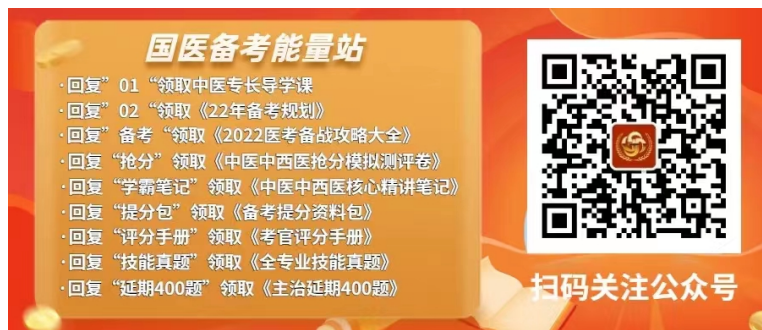 国医备考能量站
·回复”01“领取中医专长导学课
·回复”02“领取《22年备考规划》
·回复”备考“领取《2022医考备战攻略大全》
·回复“抢分”领取《中医中西医抢分模拟测评卷》
·回复“学霸笔记”领取《中医中西医核心精讲笔记》
·回复“提分包”领取《备考提分资料包》
·回复“评分手册”领取《考官评分手册》
·回复“技能真题”领取《全专业技能真题》
·回复“延期400题”领取《主治延期400题》
扫码关注公众号